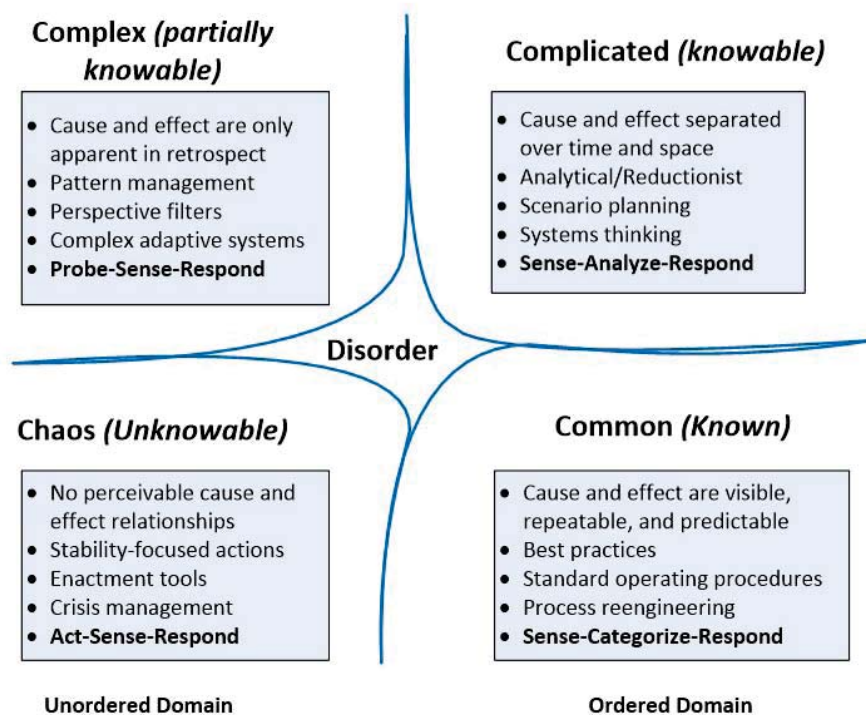 Complex (partially
knowable)
• Cause and effect are only
apparent in retrospect
• Pattern management
• Perspective filters
• Complex adaptive systems
• Probe-Sense-Respond
Complicated (knowable)
• Cause and effect separated
over time and space
• Analytical/Reductionist
• Scenario planning
• Systems thinking
• Sense-Analyze-Respond
Disorder
Chaos (Unknowable)
• No perceivable cause and
effect relationships
• Stability-focused actions
• Enactment tools
• Crisis management
• Act-Sense-Respond
Common (Known)
• Cause and effect are visible,
repeatable, and predictable
• Best practices
• Standard operating procedures
• Process reengineering
• Sense-Categorize-Respond
Unordered Domain
Ordered Domain